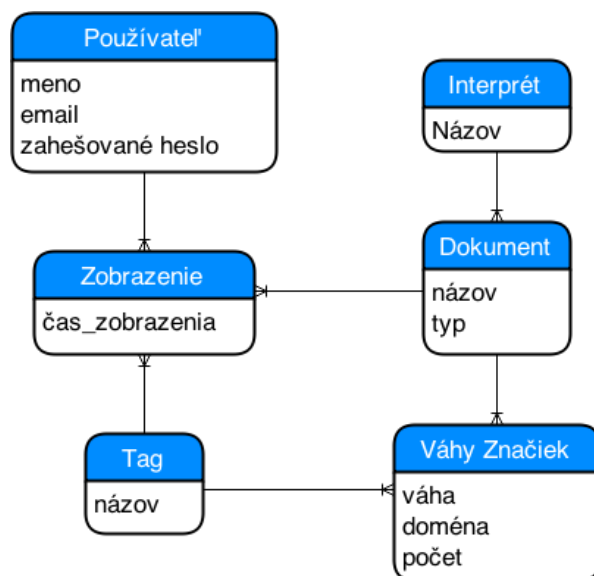 Používateľ
meno
email
zahešované heslo
Interprét
Názov
Zobrazenie
čas_zobrazenia
Dokument
názov
typ
Tag
názov
Váhy Značiek
váha
doména
počet